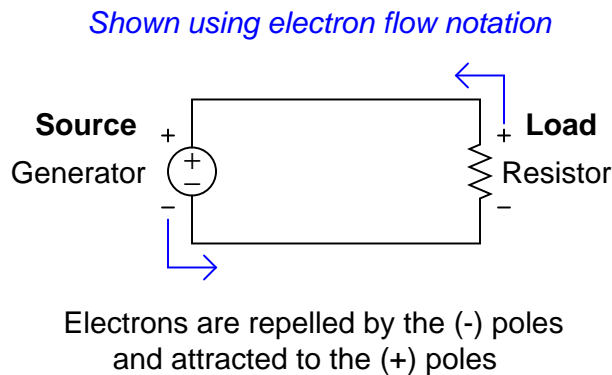 Shown using electron flow notation
Source + + Load
Generator + - Resistor
- -
Electrons are repelled by the (-) poles
and attracted to the (+) poles